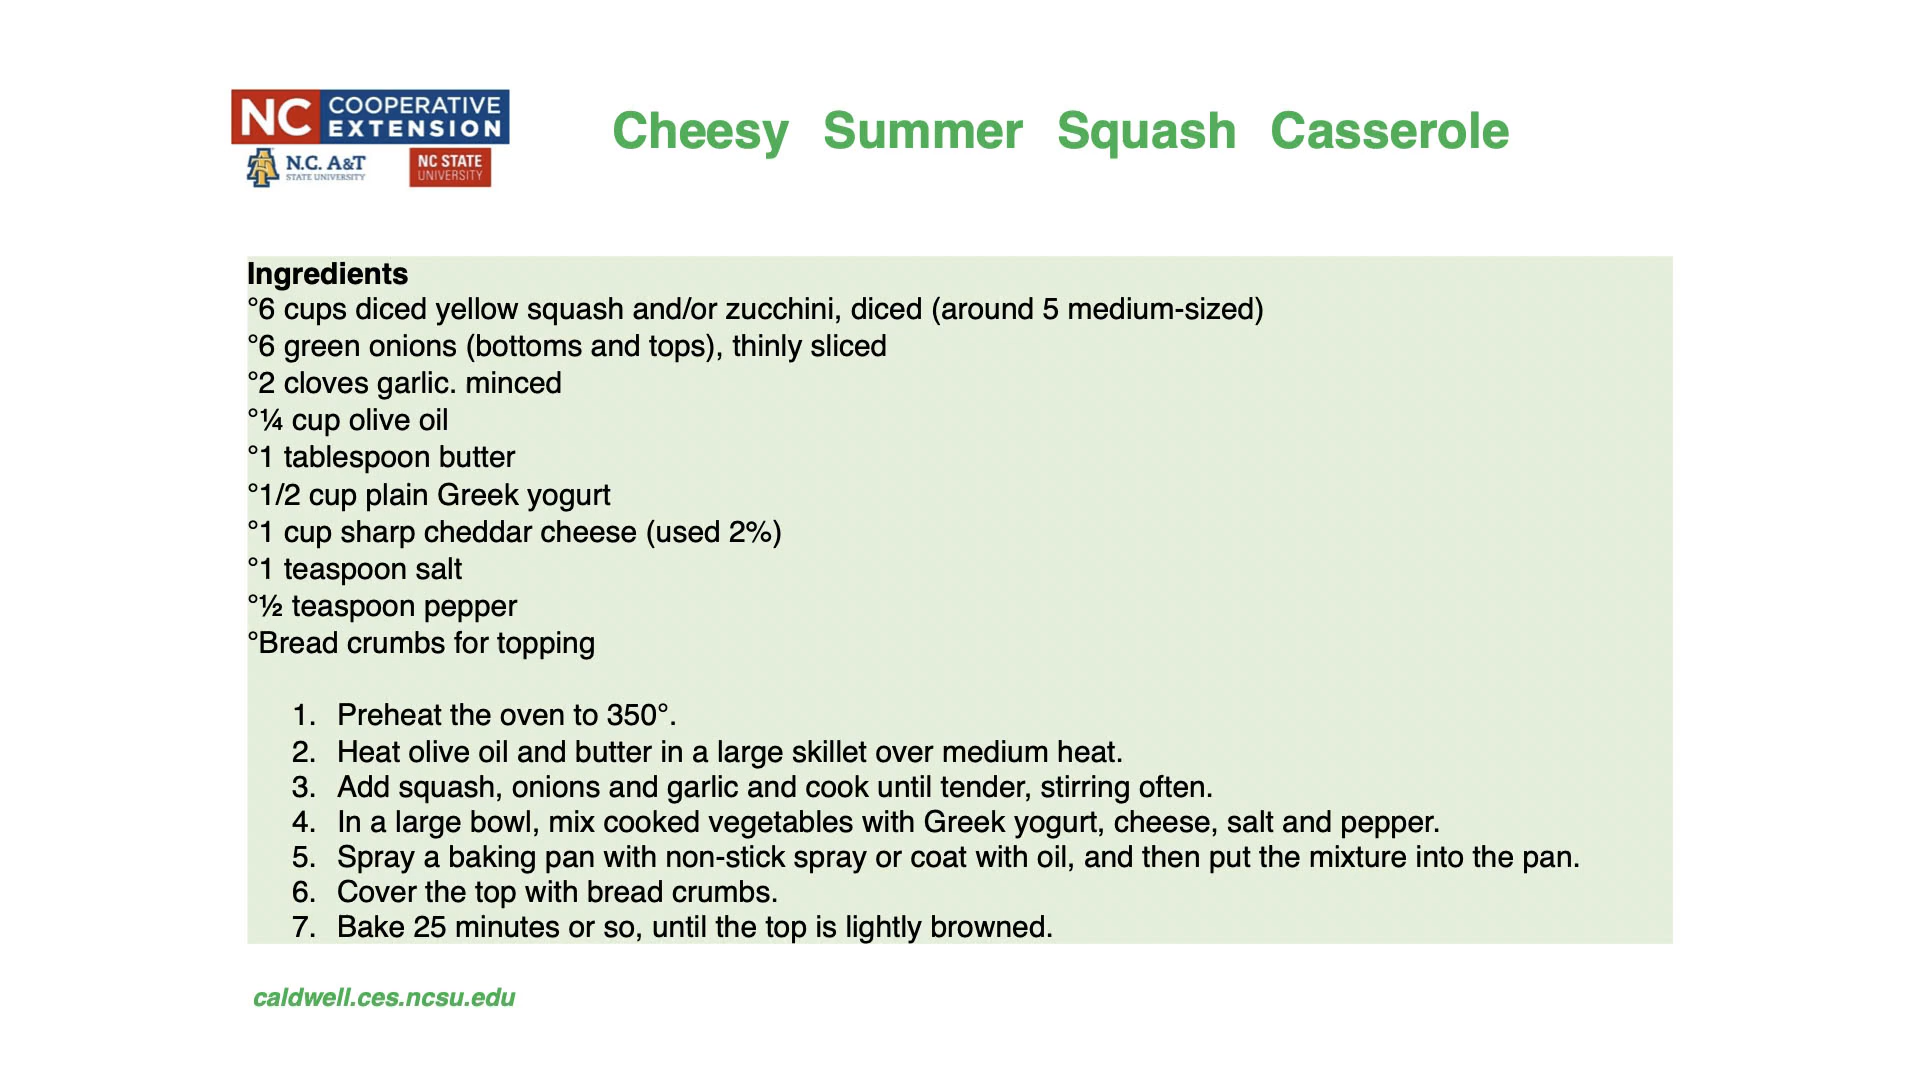 NC COOPERATIVE
EXTENSION
N.C. A&T
STATE UNIVERSITY
NC STATE
UNIVERSITY
Cheesy Summer Squash Casserole
Ingredients
°6 cups diced yellow squash and/or zucchini, diced (around 5 medium-sized)
°6 green onions (bottoms and tops), thinly sliced
°2 cloves garlic. minced
°¼ cup olive oil
°1 tablespoon butter
°1/2 cup plain Greek yogurt
°1 cup sharp cheddar cheese (used 2%)
°1 teaspoon salt
°½ teaspoon pepper
°Bread crumbs for topping
1. Preheat the oven to 350°.
2. Heat olive oil and butter in a large skillet over medium heat.
3. Add squash, onions and garlic and cook until tender, stirring often.
4. In a large bowl, mix cooked vegetables with Greek yogurt, cheese, salt and pepper.
5. Spray a baking pan with non-stick spray or coat with oil, and then put the mixture into the pan.
6. Cover the top with bread crumbs.
7. Bake 25 minutes or so, until the top is lightly browned.
caldwell.ces.ncsu.edu